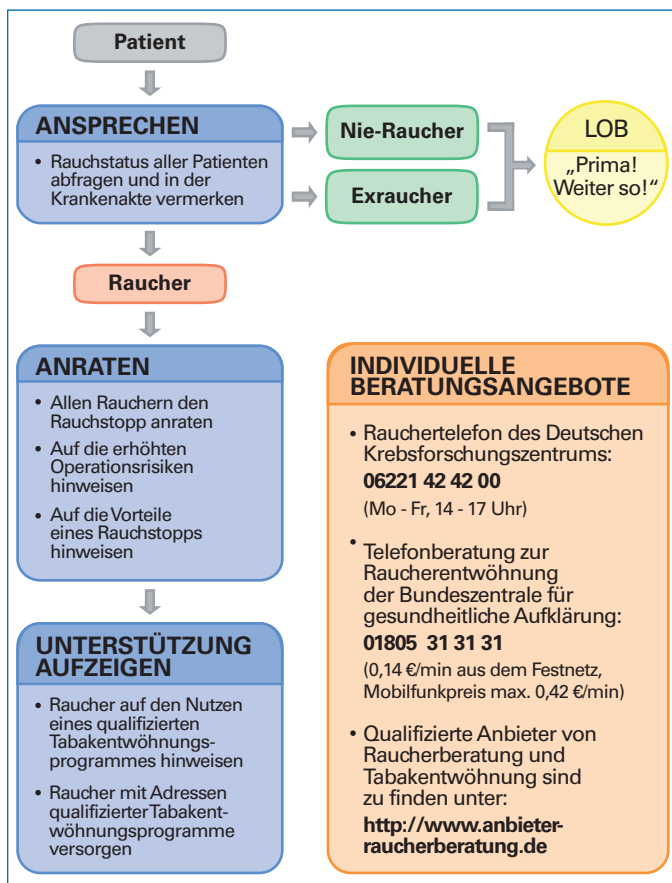 Patient
ANSPRECHEN
• Rauchstatus aller Patienten
abfragen und in der
Krankenakte vermerken
Nie-Raucher
Exraucher
LOB
„Prima!
Weiter so!“
Raucher
ANRATEN
• Allen Rauchern den
Rauchstopp anraten
• Auf die erhöhten
Operationsrisiken
hinweisen
• Auf die Vorteile
eines Rauchstopps
hinweisen
UNTERSTÜTZUNG
AUFZEIGEN
• Raucher auf den Nutzen
eines qualifizierten
Tabakentwöhnungs-
programmes hinweisen
• Raucher mit Adressen
qualifizierter Tabakent-
wöhnungsprogramme
versorgen
INDIVIDUELLE
BERATUNGSANGEBOTE
• Rauchertelefon des Deutschen
Krebsforschungszentrums:
06221 42 42 00
(Mo - Fr, 14 - 17 Uhr)
• Telefonberatung zur
Raucherentwöhnung
der Bundeszentrale für
gesundheitliche Aufklärung:
01805 31 31 31
(0,14 €/min aus dem Festnetz,
Mobilfunkpreis max. 0,42 €/min)
• Qualifizierte Anbieter von
Raucherberatung und
Tabakentwöhnung sind
zu finden unter:
http://www.anbieter-
raucherberatung.de